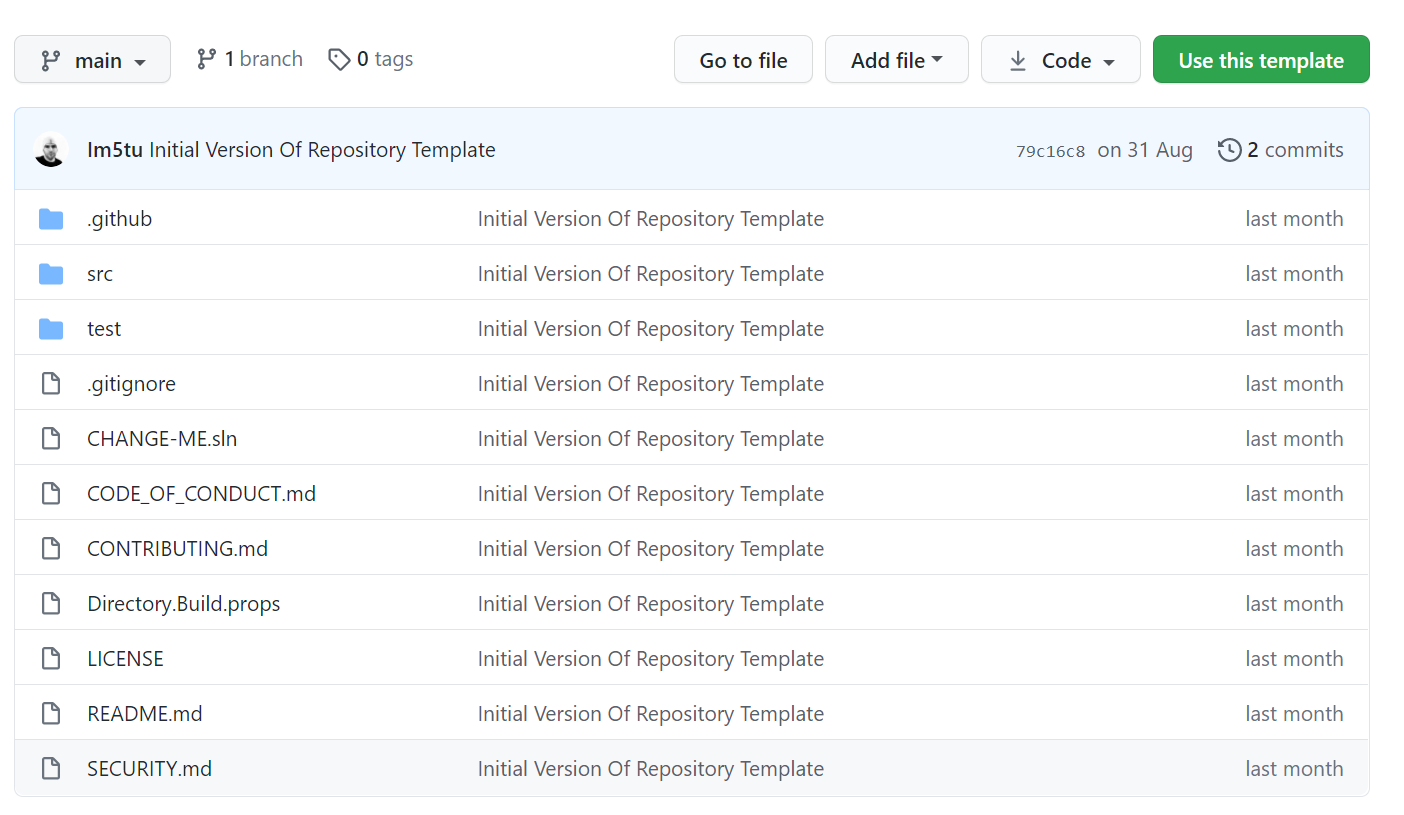 main 1 branch 0 tags Go to file Add file Code Use this template
Im5tu Initial Version Of Repository Template 79c16c8 on 31 Aug 2 commits
.github Initial Version Of Repository Template last month
src Initial Version Of Repository Template last month
test Initial Version Of Repository Template last month
.gitignore Initial Version Of Repository Template last month
CHANGE-ME.sln Initial Version Of Repository Template last month
CODE_OF_CONDUCT.md Initial Version Of Repository Template last month
CONTRIBUTING.md Initial Version Of Repository Template last month
Directory.Build.props Initial Version Of Repository Template last month
LICENSE Initial Version Of Repository Template last month
README.md Initial Version Of Repository Template last month
SECURITY.md Initial Version Of Repository Template last month